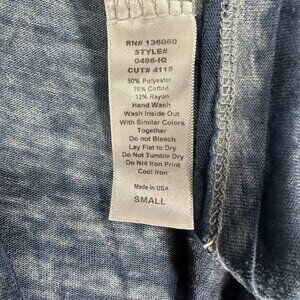 RN# 136060
STYLE#
0496-IQ
CUT# 4115
50% Polyester
38% Cotton
12% Rayon
Hand Wash
Wash Inside Out
With Similar Colors
Together
Do not Bleach
Lay Flat to Dry
Do not Tumble Dry
Do not Iron Print
Cool Iron
Made in USA
SMALL